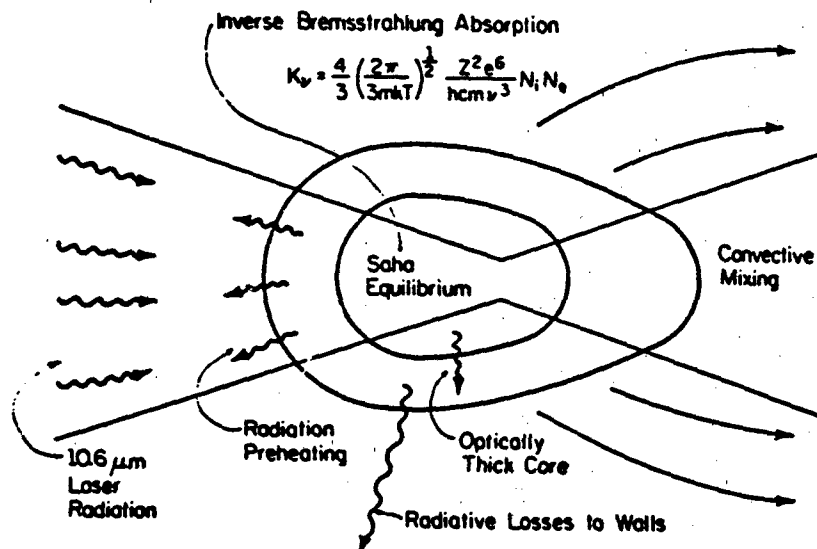 Inverse Bremsstrahlung Absorption
Kν = 4/3 (2π/3mkT)^1/2 Z²e⁶/hcmν³ NᵢNₑ
Saha
Equilibrium
Convective
Mixing
Radiation
Preheating
Optically
Thick Core
10.6 μm
Laser
Radiation
Radiative Losses to Walls